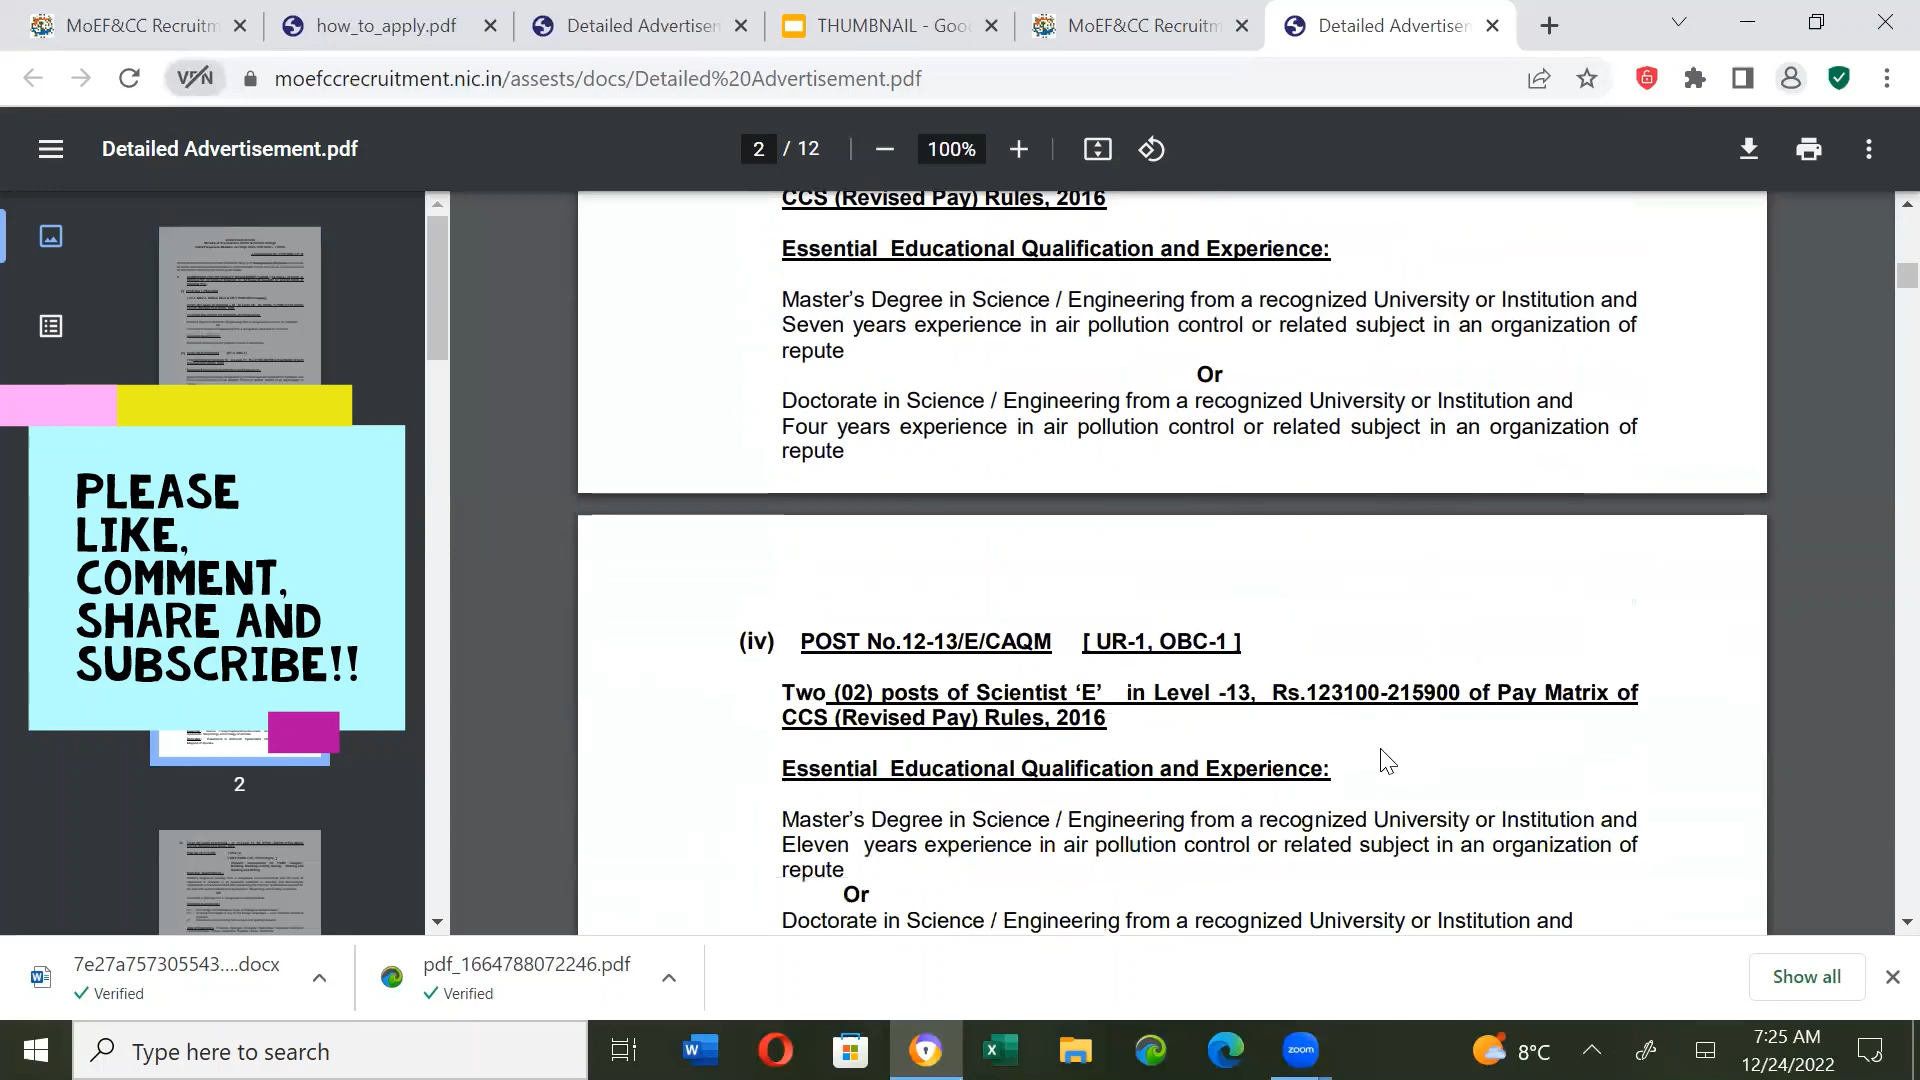 MoEF&CC Recruitm
how_to_apply.pdf
Detailed Advertisen
THUMBNAIL - Goo
MoEF&CC Recruitm
Detailed Advertisen
VPN
moefccrecruitment.nic.in/assests/docs/Detailed%20Advertisement.pdf
Detailed Advertisement.pdf
2 / 12
100%
CCS (Revised Pay) Rules, 2016
Essential Educational Qualification and Experience:
Master's Degree in Science / Engineering from a recognized University or Institution and
Seven years experience in air pollution control or related subject in an organization of
repute
Or
Doctorate in Science / Engineering from a recognized University or Institution and
Four years experience in air pollution control or related subject in an organization of
repute
PLEASE
LIKE,
COMMENT,
SHARE AND
SUBSCRIBE!!
2
(iv) POST No.12-13/E/CAQM [ UR-1, OBC-1 ]
Two (02) posts of Scientist 'E' in Level -13, Rs.123100-215900 of Pay Matrix of
CCS (Revised Pay) Rules, 2016
Essential Educational Qualification and Experience:
Master's Degree in Science / Engineering from a recognized University or Institution and
Eleven years experience in air pollution control or related subject in an organization of
repute
Or
Doctorate in Science / Engineering from a recognized University or Institution and
7e27a757305543....docx
Verified
pdf_1664788072246.pdf
Verified
Show all
Type here to search
zoom
8°C
7:25 AM
12/24/2022